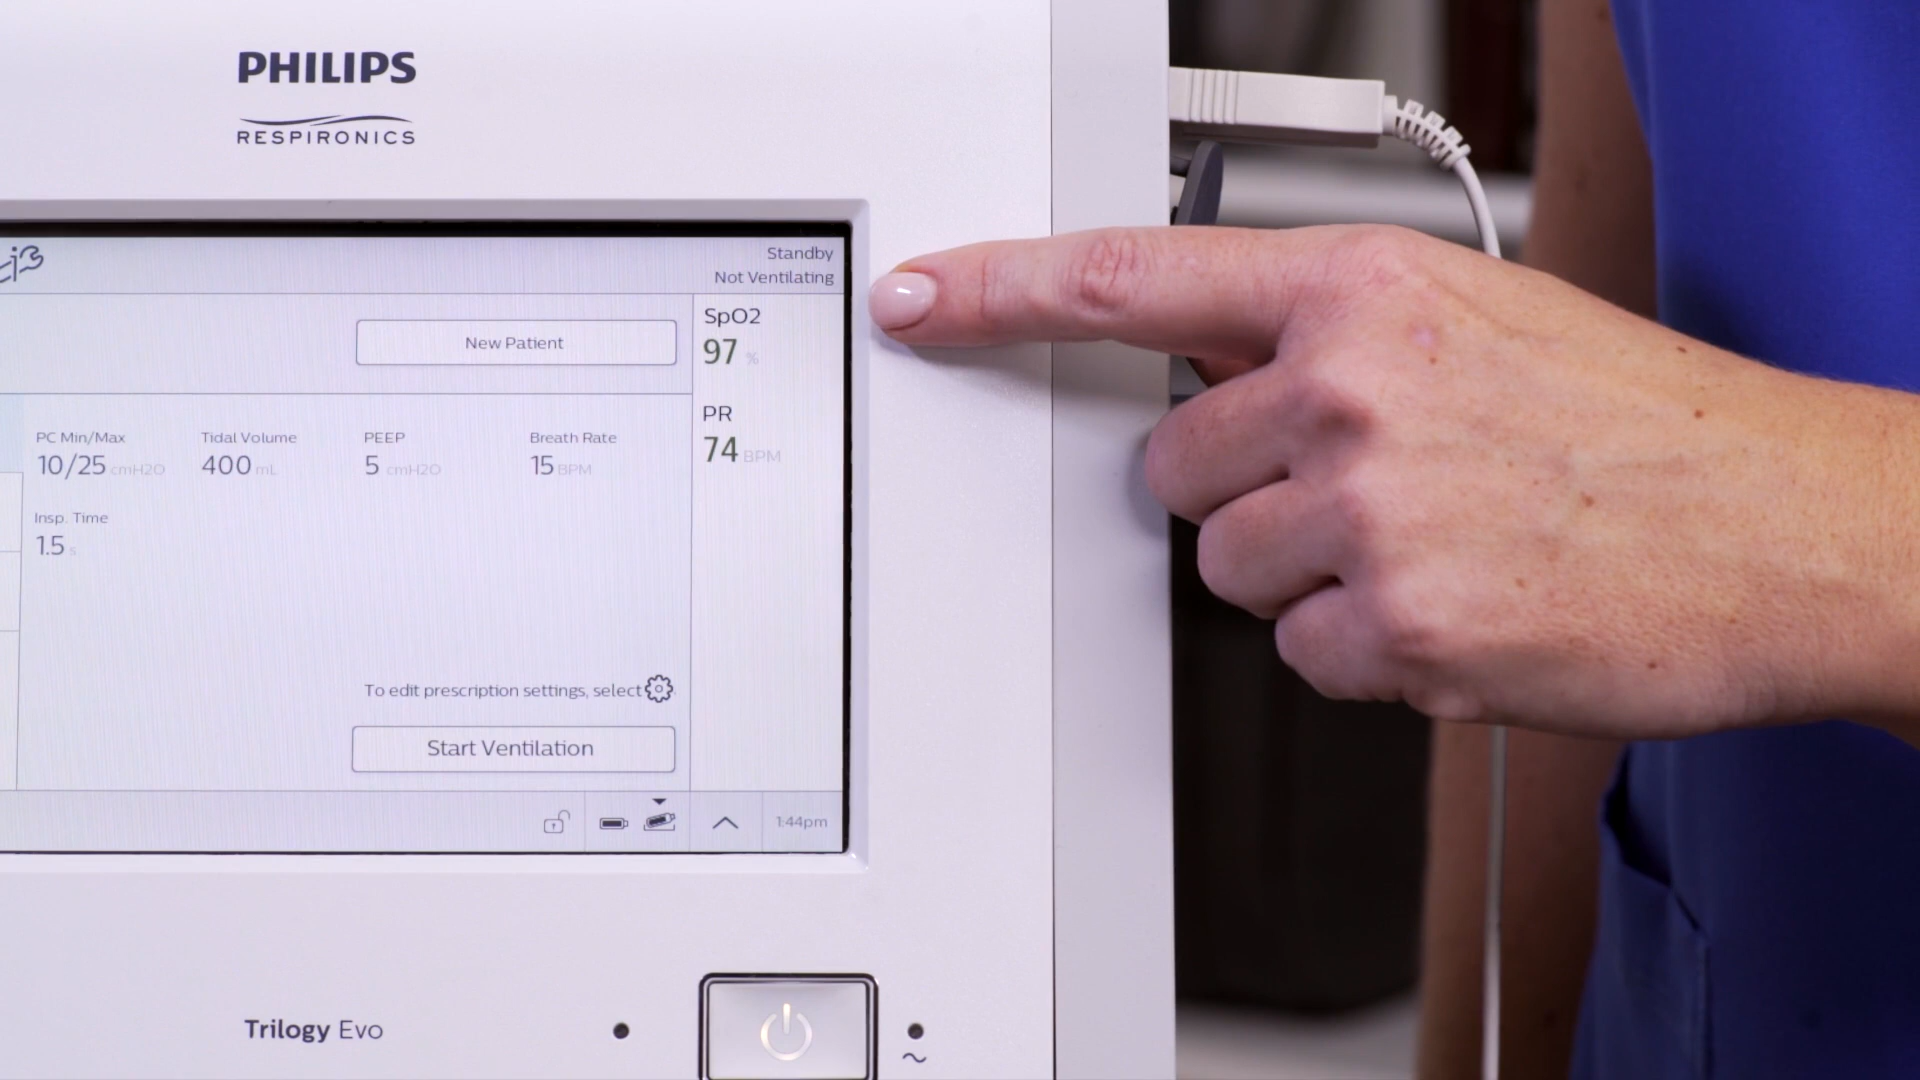 PHILIPS
RESPIRONICS
Standby
Not Ventilating
New Patient
SpO2
97 %
PR
74 BPM
PC Min/Max
10/25 cmH2O
Tidal Volume
400 mL
PEEP
5 cmH2O
Breath Rate
15 BPM
Insp. Time
1.5 s
To edit prescription settings, select
Start Ventilation
1:44pm
Trilogy Evo